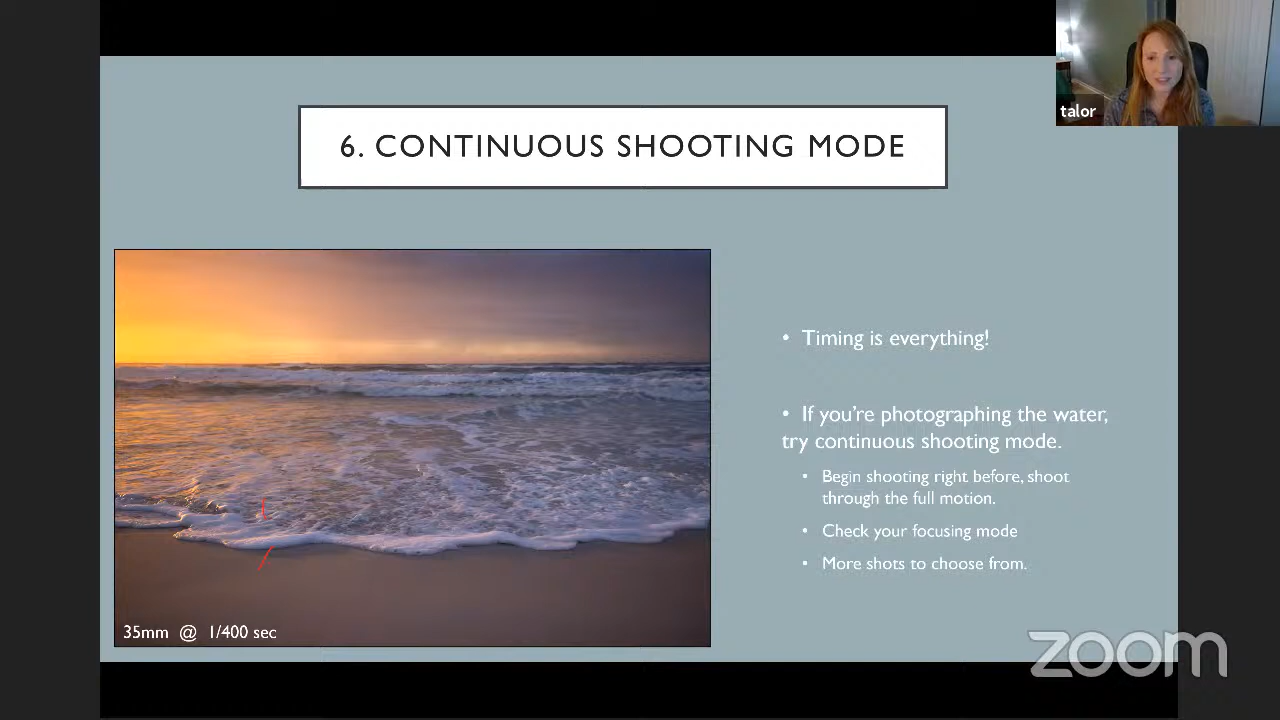 talor
6. CONTINUOUS SHOOTING MODE
• Timing is everything!
• If you’re photographing the water,
try continuous shooting mode.
• Begin shooting right before, shoot
through the full motion.
• Check your focusing mode
• More shots to choose from.
35mm @ 1/400 sec
zoom